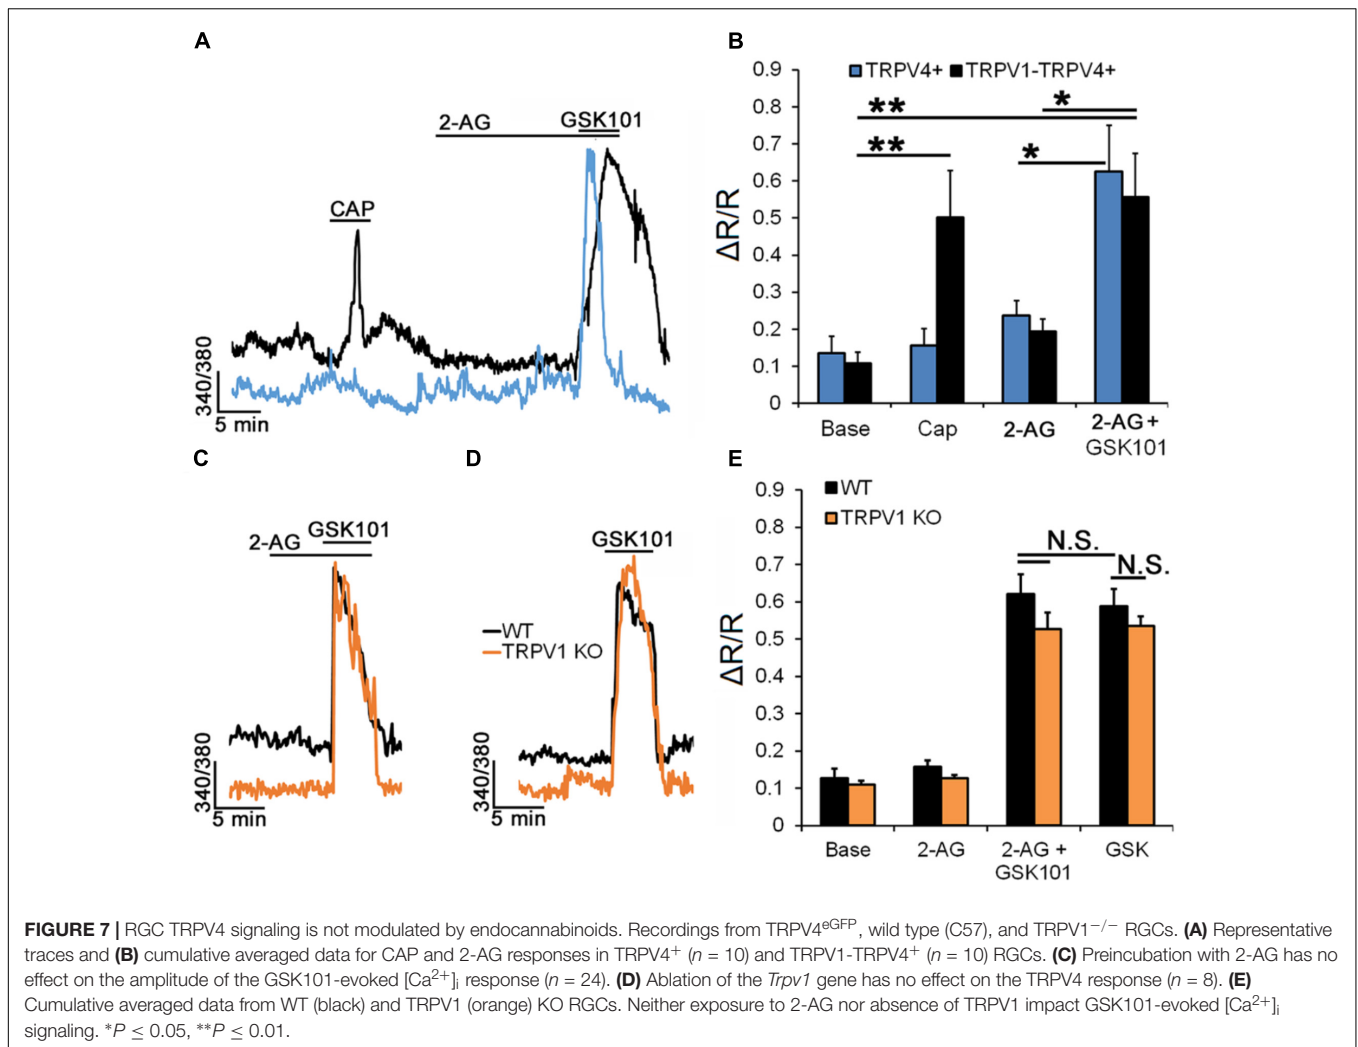 A
2-AG
GSK101
CAP
340/380
5 min
B
TRPV4+ TRPV1-TRPV4+
0.9
0.8
0.7
0.6
0.5
0.4
0.3
0.2
0.1
0
ΔR/R
**
*
**
*
Base
Cap
2-AG
2-AG +
GSK101
C
GSK101
2-AG
340/380
5 min
D
GSK101
WT
TRPV1 KO
340/380
5 min
E
WT
TRPV1 KO
0.9
0.8
0.7
0.6
0.5
0.4
0.3
0.2
0.1
0
ΔR/R
N.S.
N.S.
Base
2-AG
2-AG +
GSK101
GSK
FIGURE 7 | RGC TRPV4 signaling is not modulated by endocannabinoids. Recordings from TRPV4eGFP, wild type (C57), and TRPV1−/− RGCs. (A) Representative
traces and (B) cumulative averaged data for CAP and 2-AG responses in TRPV4+ (n = 10) and TRPV1-TRPV4+ (n = 10) RGCs. (C) Preincubation with 2-AG has no
effect on the amplitude of the GSK101-evoked [Ca2+]i response (n = 24). (D) Ablation of the Trpv1 gene has no effect on the TRPV4 response (n = 8). (E)
Cumulative averaged data from WT (black) and TRPV1 (orange) KO RGCs. Neither exposure to 2-AG nor absence of TRPV1 impact GSK101-evoked [Ca2+]i
signaling. *P ≤ 0.05, **P ≤ 0.01.